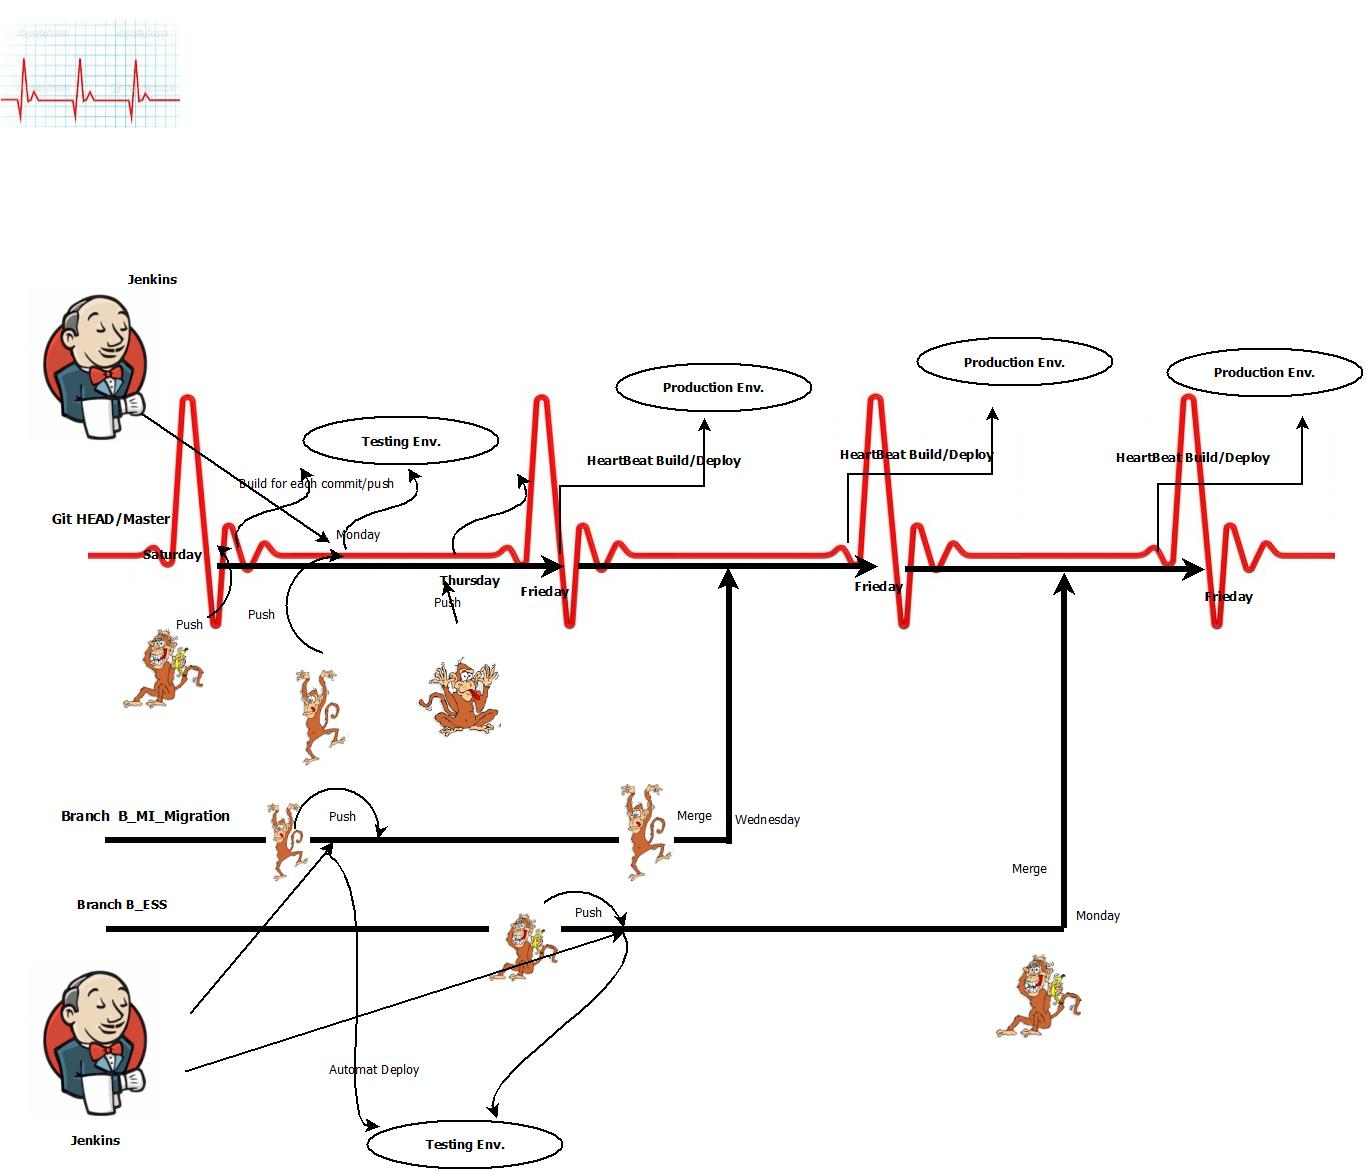 Jenkins
Production Env.
Production Env.
Production Env.
Testing Env.
HeartBeat Build/Deploy
HeartBeat Build/Deploy
HeartBeat Build/Deploy
Build for each commit/push
Git HEAD/Master
Monday
Saturday
Thursday
Frieday
Frieday
Frieday
Push
Push
Push
Branch B_MI_Migration
Push
Merge
Wednesday
Merge
Branch B_ESS
Push
Monday
Automat Deploy
Jenkins
Testing Env.